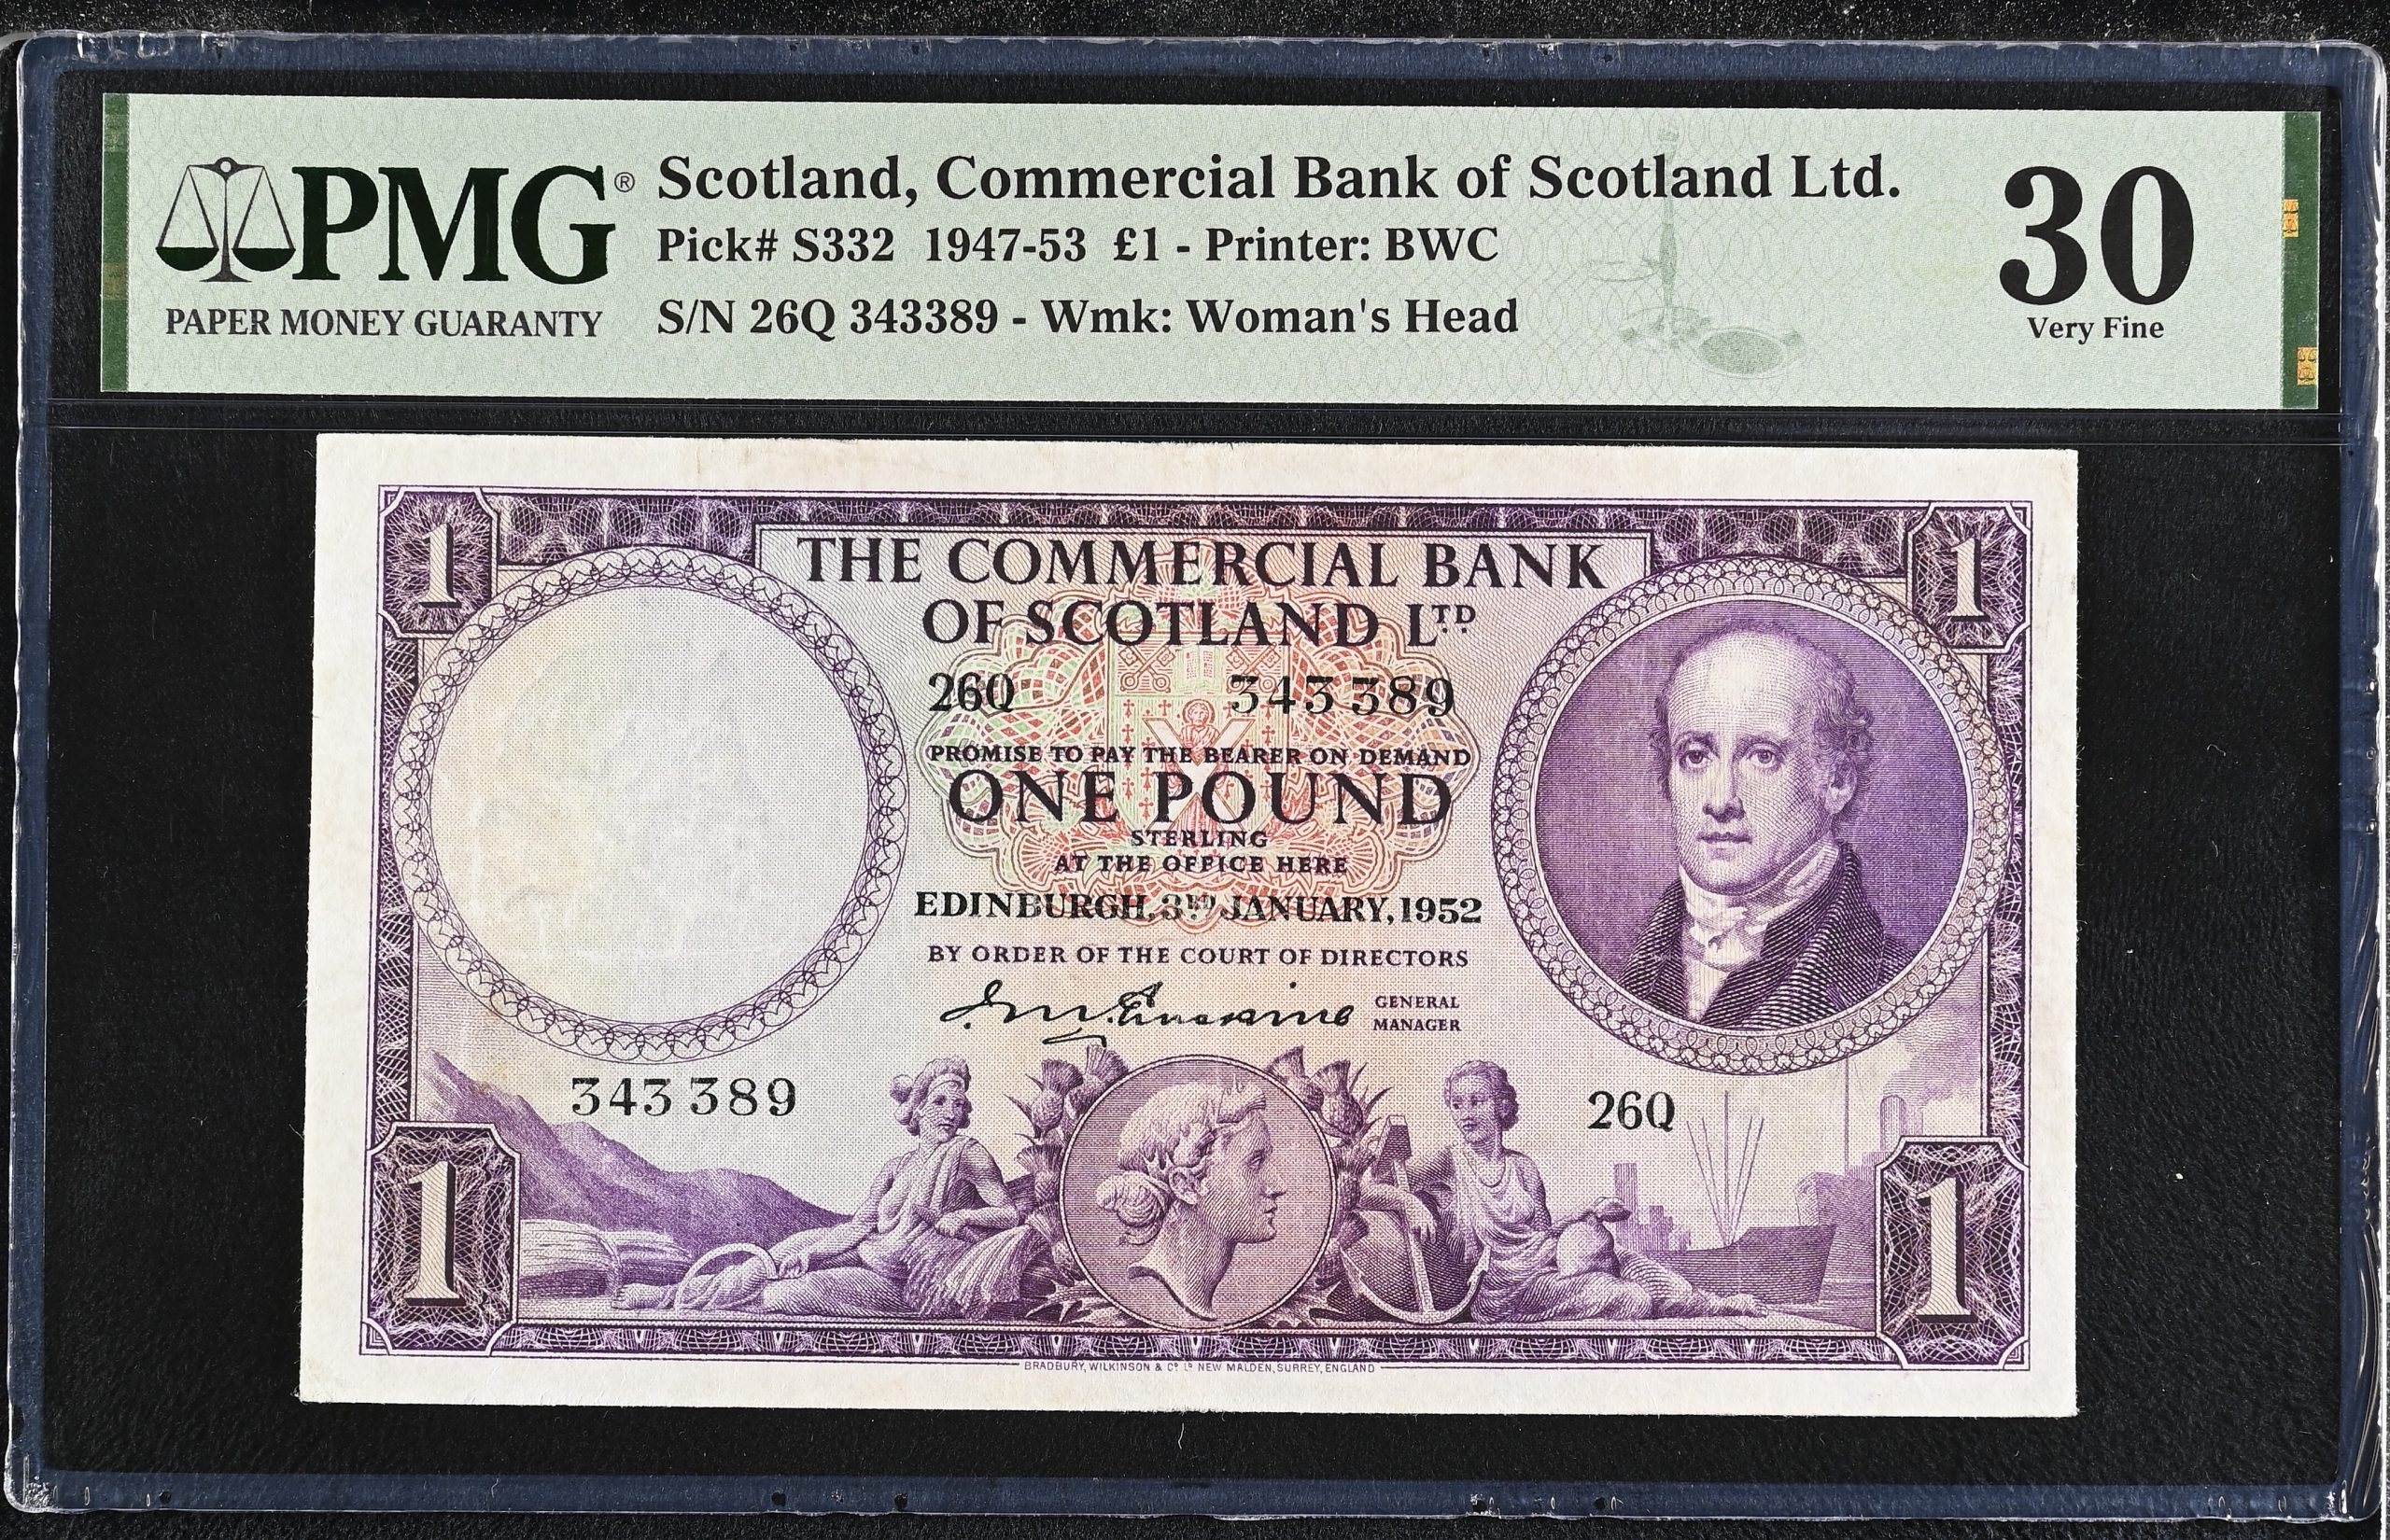 PMG®
PAPER MONEY GUARANTY
Scotland, Commercial Bank of Scotland Ltd.
Pick# S332 1947-53 £1 - Printer: BWC
S/N 26Q 343389 - Wmk: Woman's Head
30
Very Fine
1
1
THE COMMERCIAL BANK
OF SCOTLAND LTD
26Q 343389
PROMISE TO PAY THE BEARER ON DEMAND
ONE POUND
STERLING
AT THE OFFICE HERE
EDINBURGH, 3RD JANUARY, 1952
BY ORDER OF THE COURT OF DIRECTORS
GENERAL
MANAGER
343389
26Q
1
1
BRADBURY, WILKINSON & Co Ld NEW MALDEN, SURREY, ENGLAND